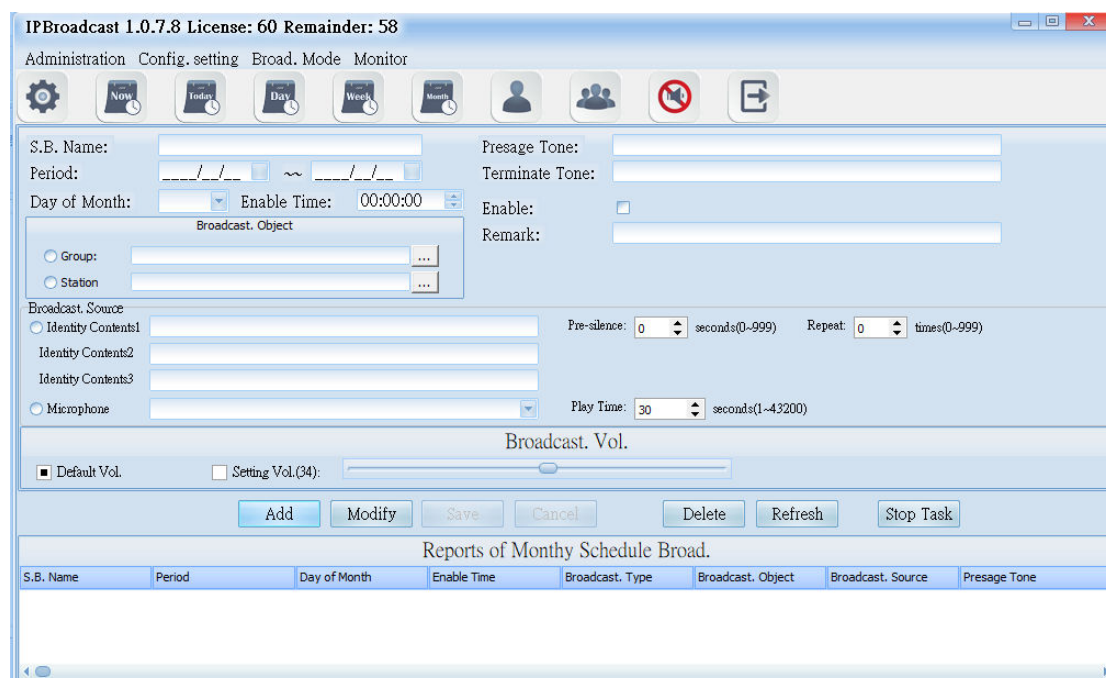 IPBroadcast 1.0.7.8 License: 60 Remainder: 58
Administration Config. setting Broad. Mode Monitor
Now Today Day Week Month
S.B. Name: Presage Tone:
Period: ____/__/__ ~~ ____/__/__ Terminate Tone:
Day of Month: Enable Time: 00:00:00 Enable:
Broadcast. Object
Remark:
Group: ...
Station ...
Broadcast. Source
Identity Contents1 Pre-silence: 0 seconds(0~999) Repeat: 0 times(0~999)
Identity Contents2
Identity Contents3
Microphone Play Time: 30 seconds(1~43200)
Broadcast. Vol.
Default Vol. Setting Vol.(34):
Add Modify Save Cancel Delete Refresh Stop Task
Reports of Monthy Schedule Broad.
S.B. Name Period Day of Month Enable Time Broadcast. Type Broadcast. Object Broadcast. Source Presage Tone